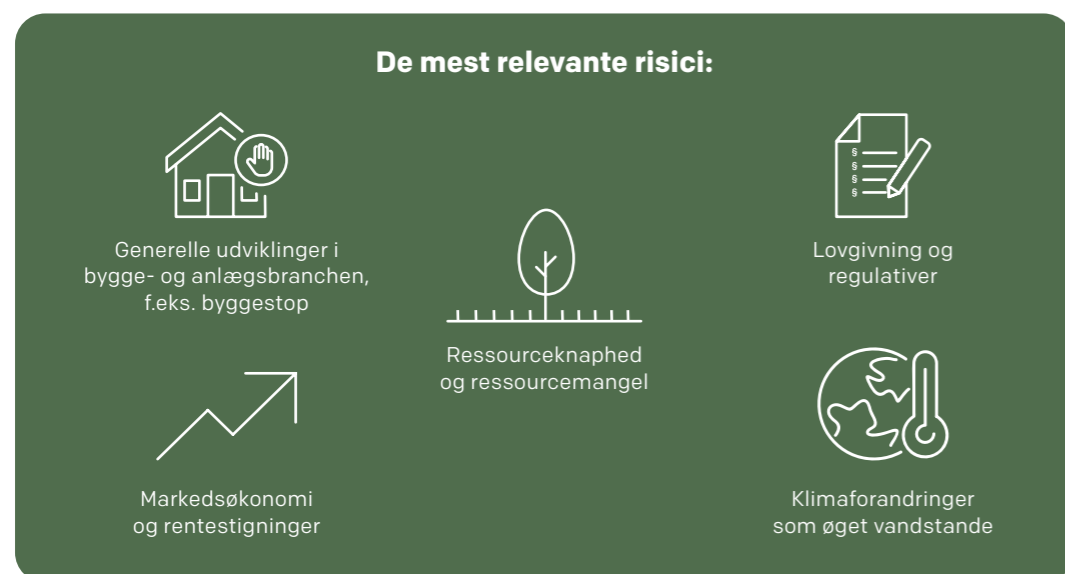 De mest relevante risici:
§
§
§
§
Generelle udviklinger i
bygge- og anlægsbranchen,
f.eks. byggestop
Lovgivning og
regulativer
Ressourceknaphed
og ressourcemangel
Markedsøkonomi
og rentestigninger
Klimaforandringer
som øget vandstande